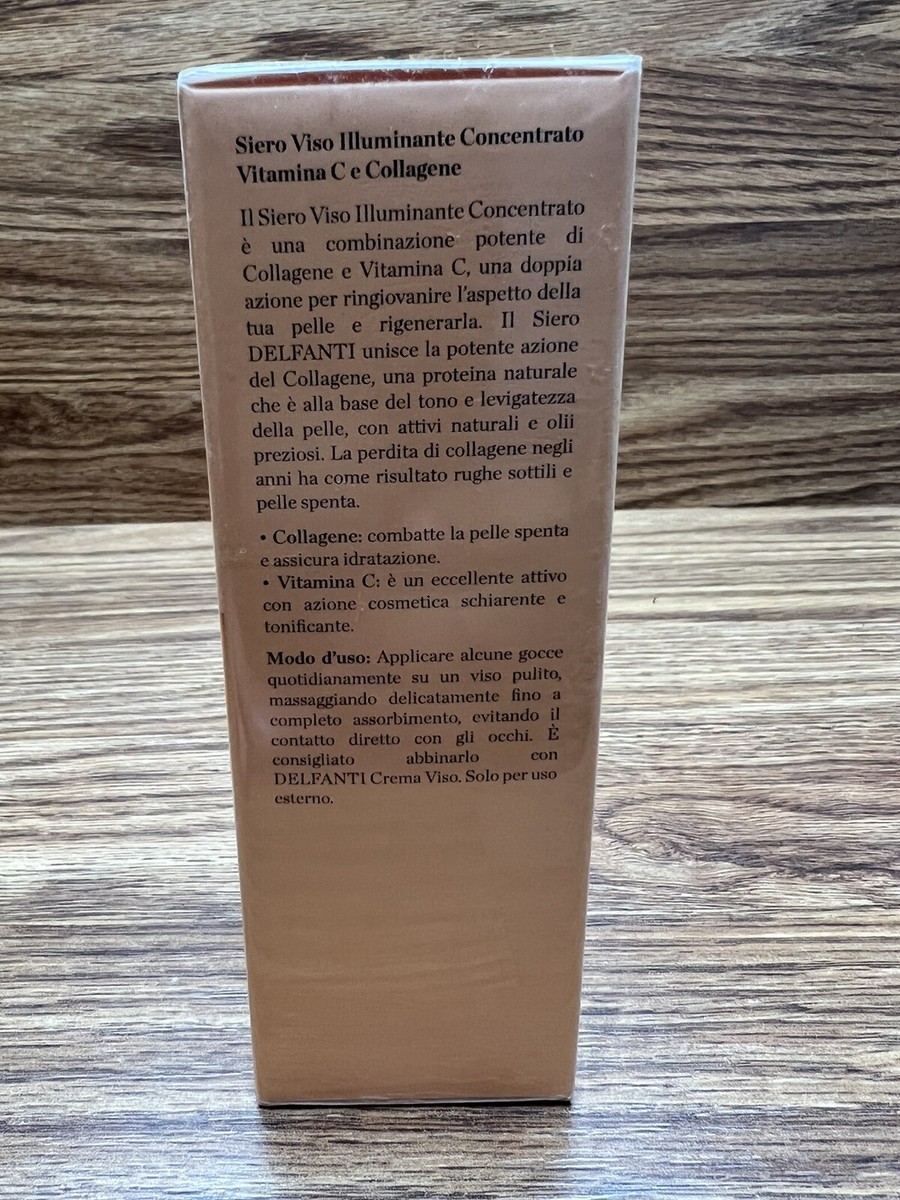 Siero Viso Illuminante Concentrato
Vitamina C e Collagene
Il Siero Viso Illuminante Concentrato
è una combinazione potente di
Collagene e Vitamina C, una doppia
azione per ringiovanire l'aspetto della
tua pelle e rigenerarla. Il Siero
DELFANTI unisce la potente azione
del Collagene, una proteina naturale
che è alla base del tono e levigatezza
della pelle, con attivi naturali e olii
preziosi. La perdita di collagene negli
anni ha come risultato rughe sottili e
pelle spenta.
• Collagene: combatte la pelle spenta
e assicura idratazione.
• Vitamina C: è un eccellente attivo
con azione cosmetica schiarente e
tonificante.
Modo d'uso: Applicare alcune gocce
quotidianamente su un viso pulito,
massaggiando delicatamente fino a
completo assorbimento, evitando il
contatto diretto con gli occhi. È
consigliato abbinarlo con
DELFANTI Crema Viso. Solo per uso
esterno.